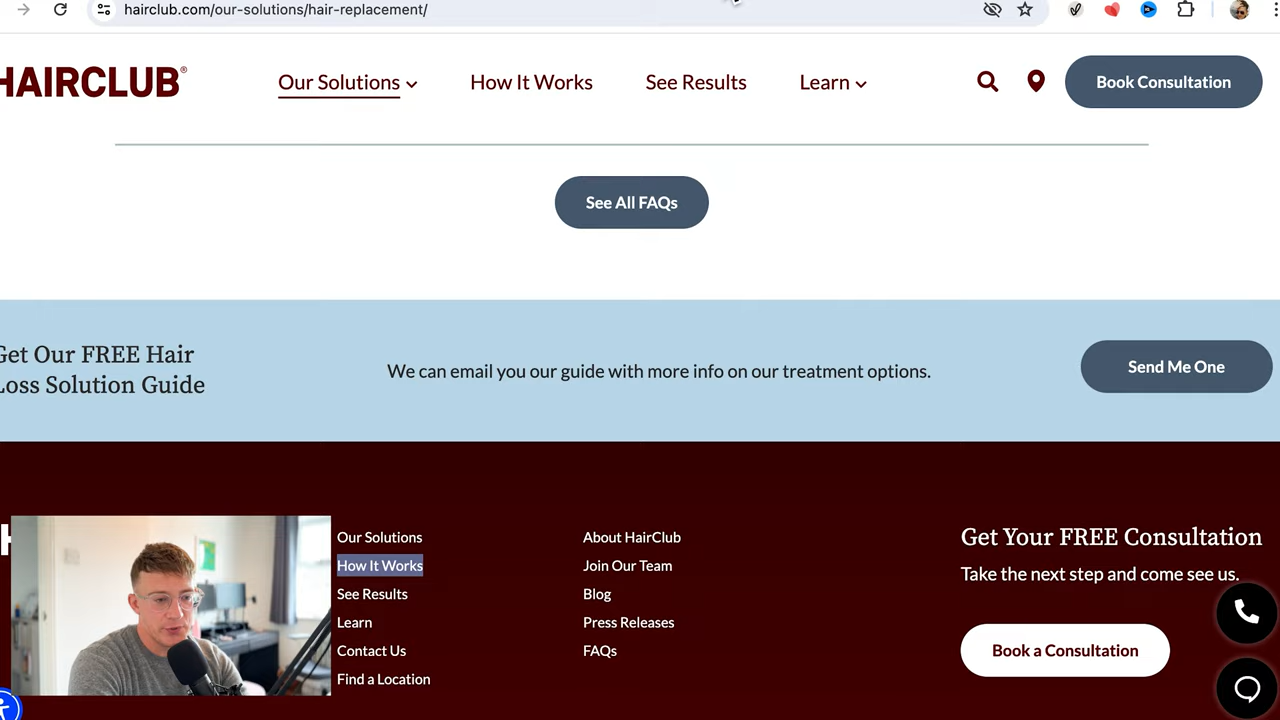 hairclub.com/our-solutions/hair-replacement/
HAIRCLUB®
Our Solutions
How It Works
See Results
Learn
Book Consultation
See All FAQs
Get Our FREE Hair
Loss Solution Guide
We can email you our guide with more info on our treatment options.
Send Me One
Our Solutions
How It Works
See Results
Learn
Contact Us
Find a Location
About HairClub
Join Our Team
Blog
Press Releases
FAQs
Get Your FREE Consultation
Take the next step and come see us.
Book a Consultation